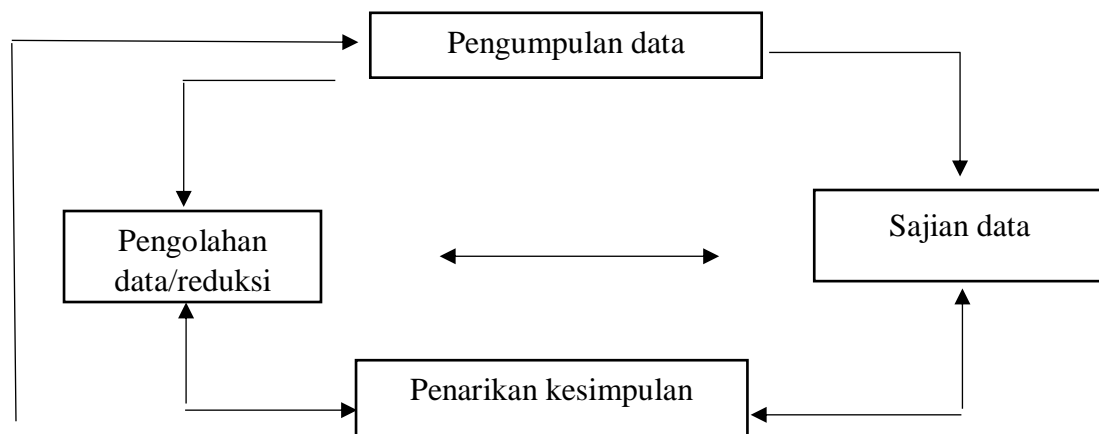 Pengumpulan data
Sajian data
Pengolahan
data/reduksi
Penarikan kesimpulan